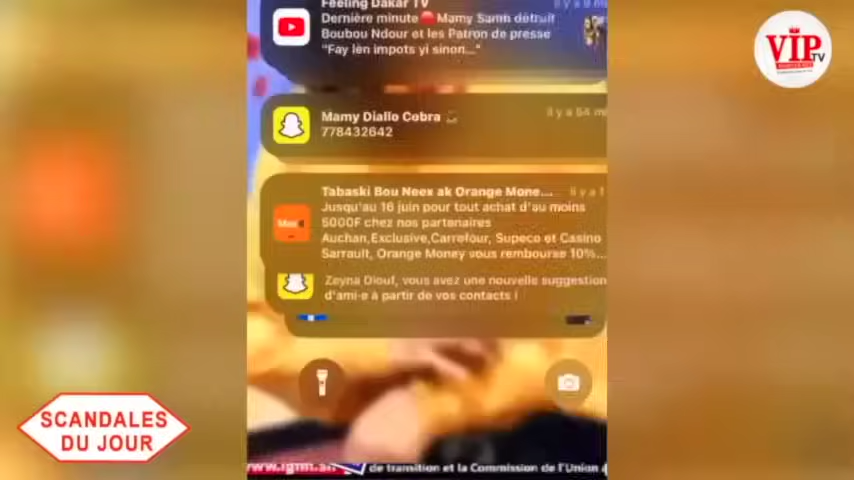 Feeling Dakar TV
Dernière minute🔴Mamy Samn détruit
Boubou Ndour et les Patron de presse
"Fay lèn impots yi sinon..."
VIP
TV
Mamy Diallo Cobra
il y a 54 mi
778432642
Tabaski Bou Neex ak Orange Mone...
il y a 1
Jusqu'au 16 juin pour tout achat d'au moins
5000F chez nos partenaires
Auchan,Exclusive,Carrefour, Supeco et Casino
Sarrault, Orange Money vous rembourse 10%...
Zeyna Diouf, vous avez une nouvelle suggestion
d'ami·e à partir de vos contacts !
SCANDALES
DU JOUR
de transition et la Commission de l'Union